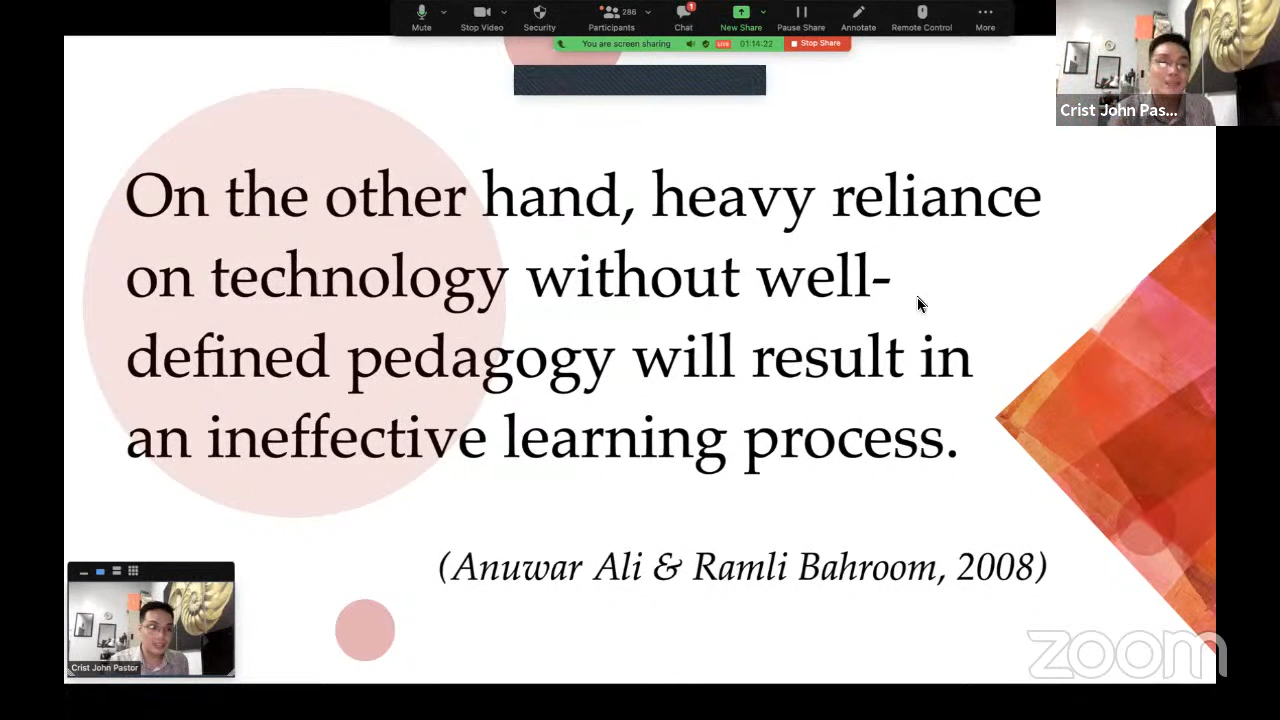 Mute
Stop Video
Security
286
Participants
1
Chat
New Share
Pause Share
Annotate
Remote Control
More
You are screen sharing
LIVE
01:14:22
Stop Share
Crist John Pas...
On the other hand, heavy reliance
on technology without well-
defined pedagogy will result in
an ineffective learning process.
(Anuwar Ali & Ramli Bahroom, 2008)
Crist John Pastor
zoom